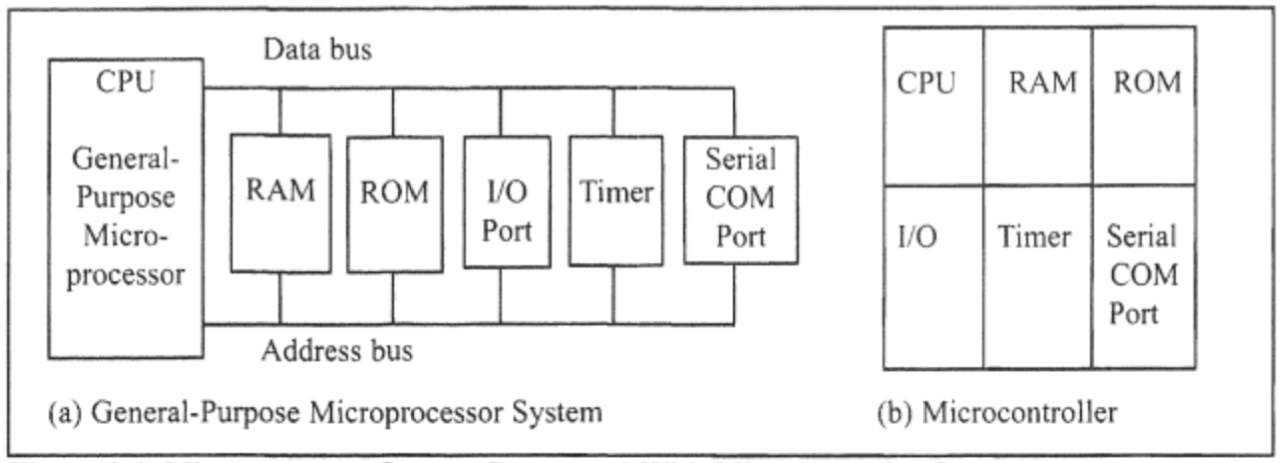 Data bus
CPU
General-
Purpose
Micro-
processor
RAM
ROM
I/O
Port
Timer
Serial
COM
Port
Address bus
(a) General-Purpose Microprocessor System
CPU
RAM
ROM
I/O
Timer
Serial
COM
Port
(b) Microcontroller